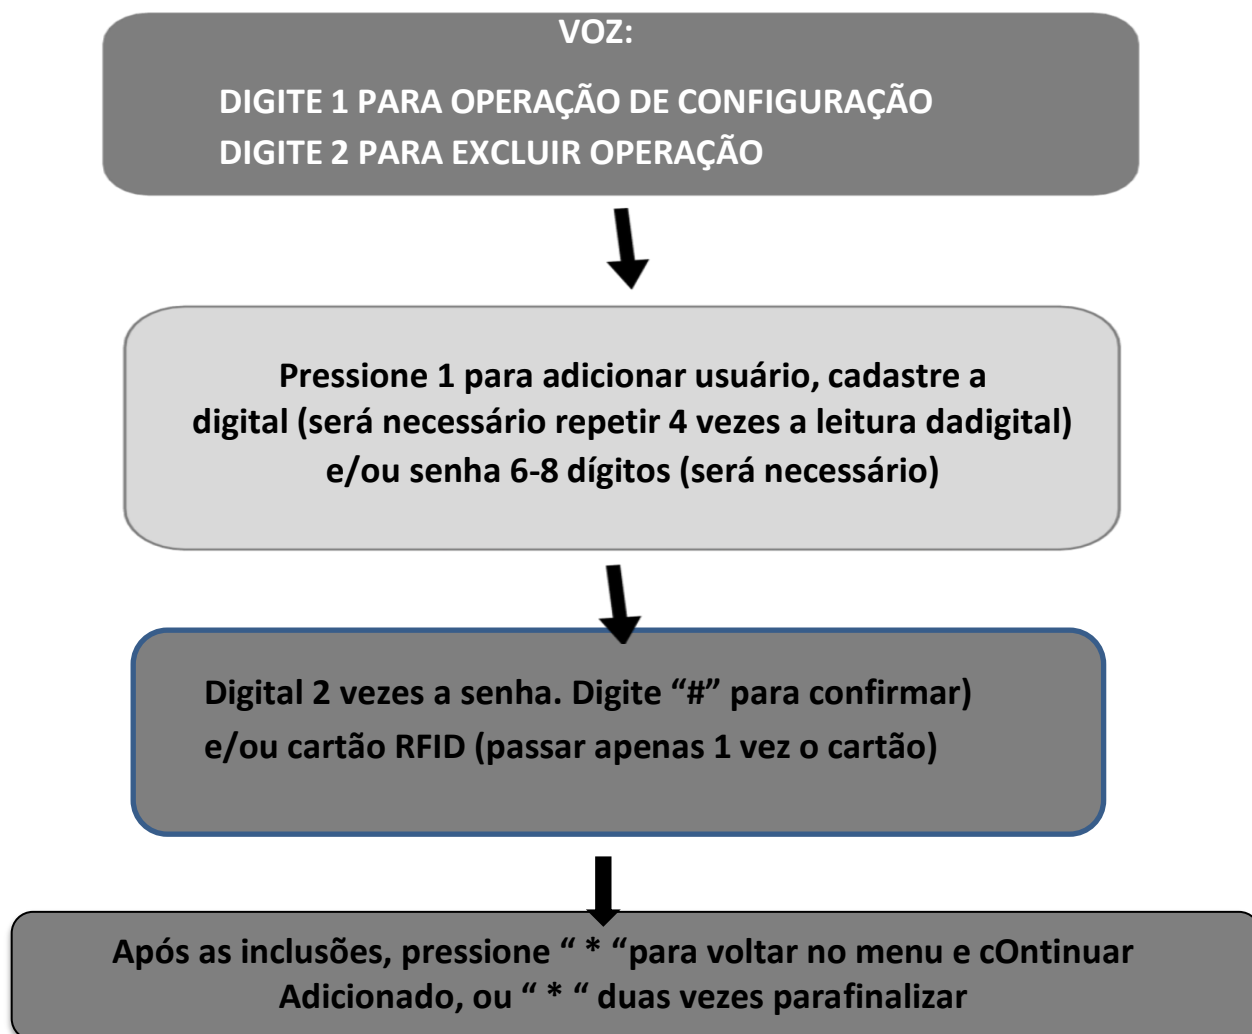 VOZ:
DIGITE 1 PARA OPERAÇÃO DE CONFIGURAÇÃO
DIGITE 2 PARA EXCLUIR OPERAÇÃO
Pressione 1 para adicionar usuário, cadastre a
digital (será necessário repetir 4 vezes a leitura dadigital)
e/ou senha 6-8 dígitos (será necessário)
Digital 2 vezes a senha. Digite “#” para confirmar)
e/ou cartão RFID (passar apenas 1 vez o cartão)
Após as inclusões, pressione “ * “para voltar no menu e cOntinuar
Adicionado, ou “ * “ duas vezes parafinalizar